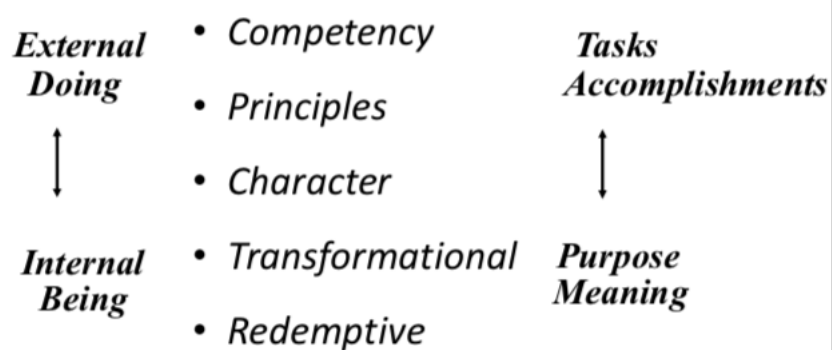 External
Doing
Internal
Being
• Competency
• Principles
• Character
• Transformational
• Redemptive
Tasks
Accomplishments
Purpose
Meaning